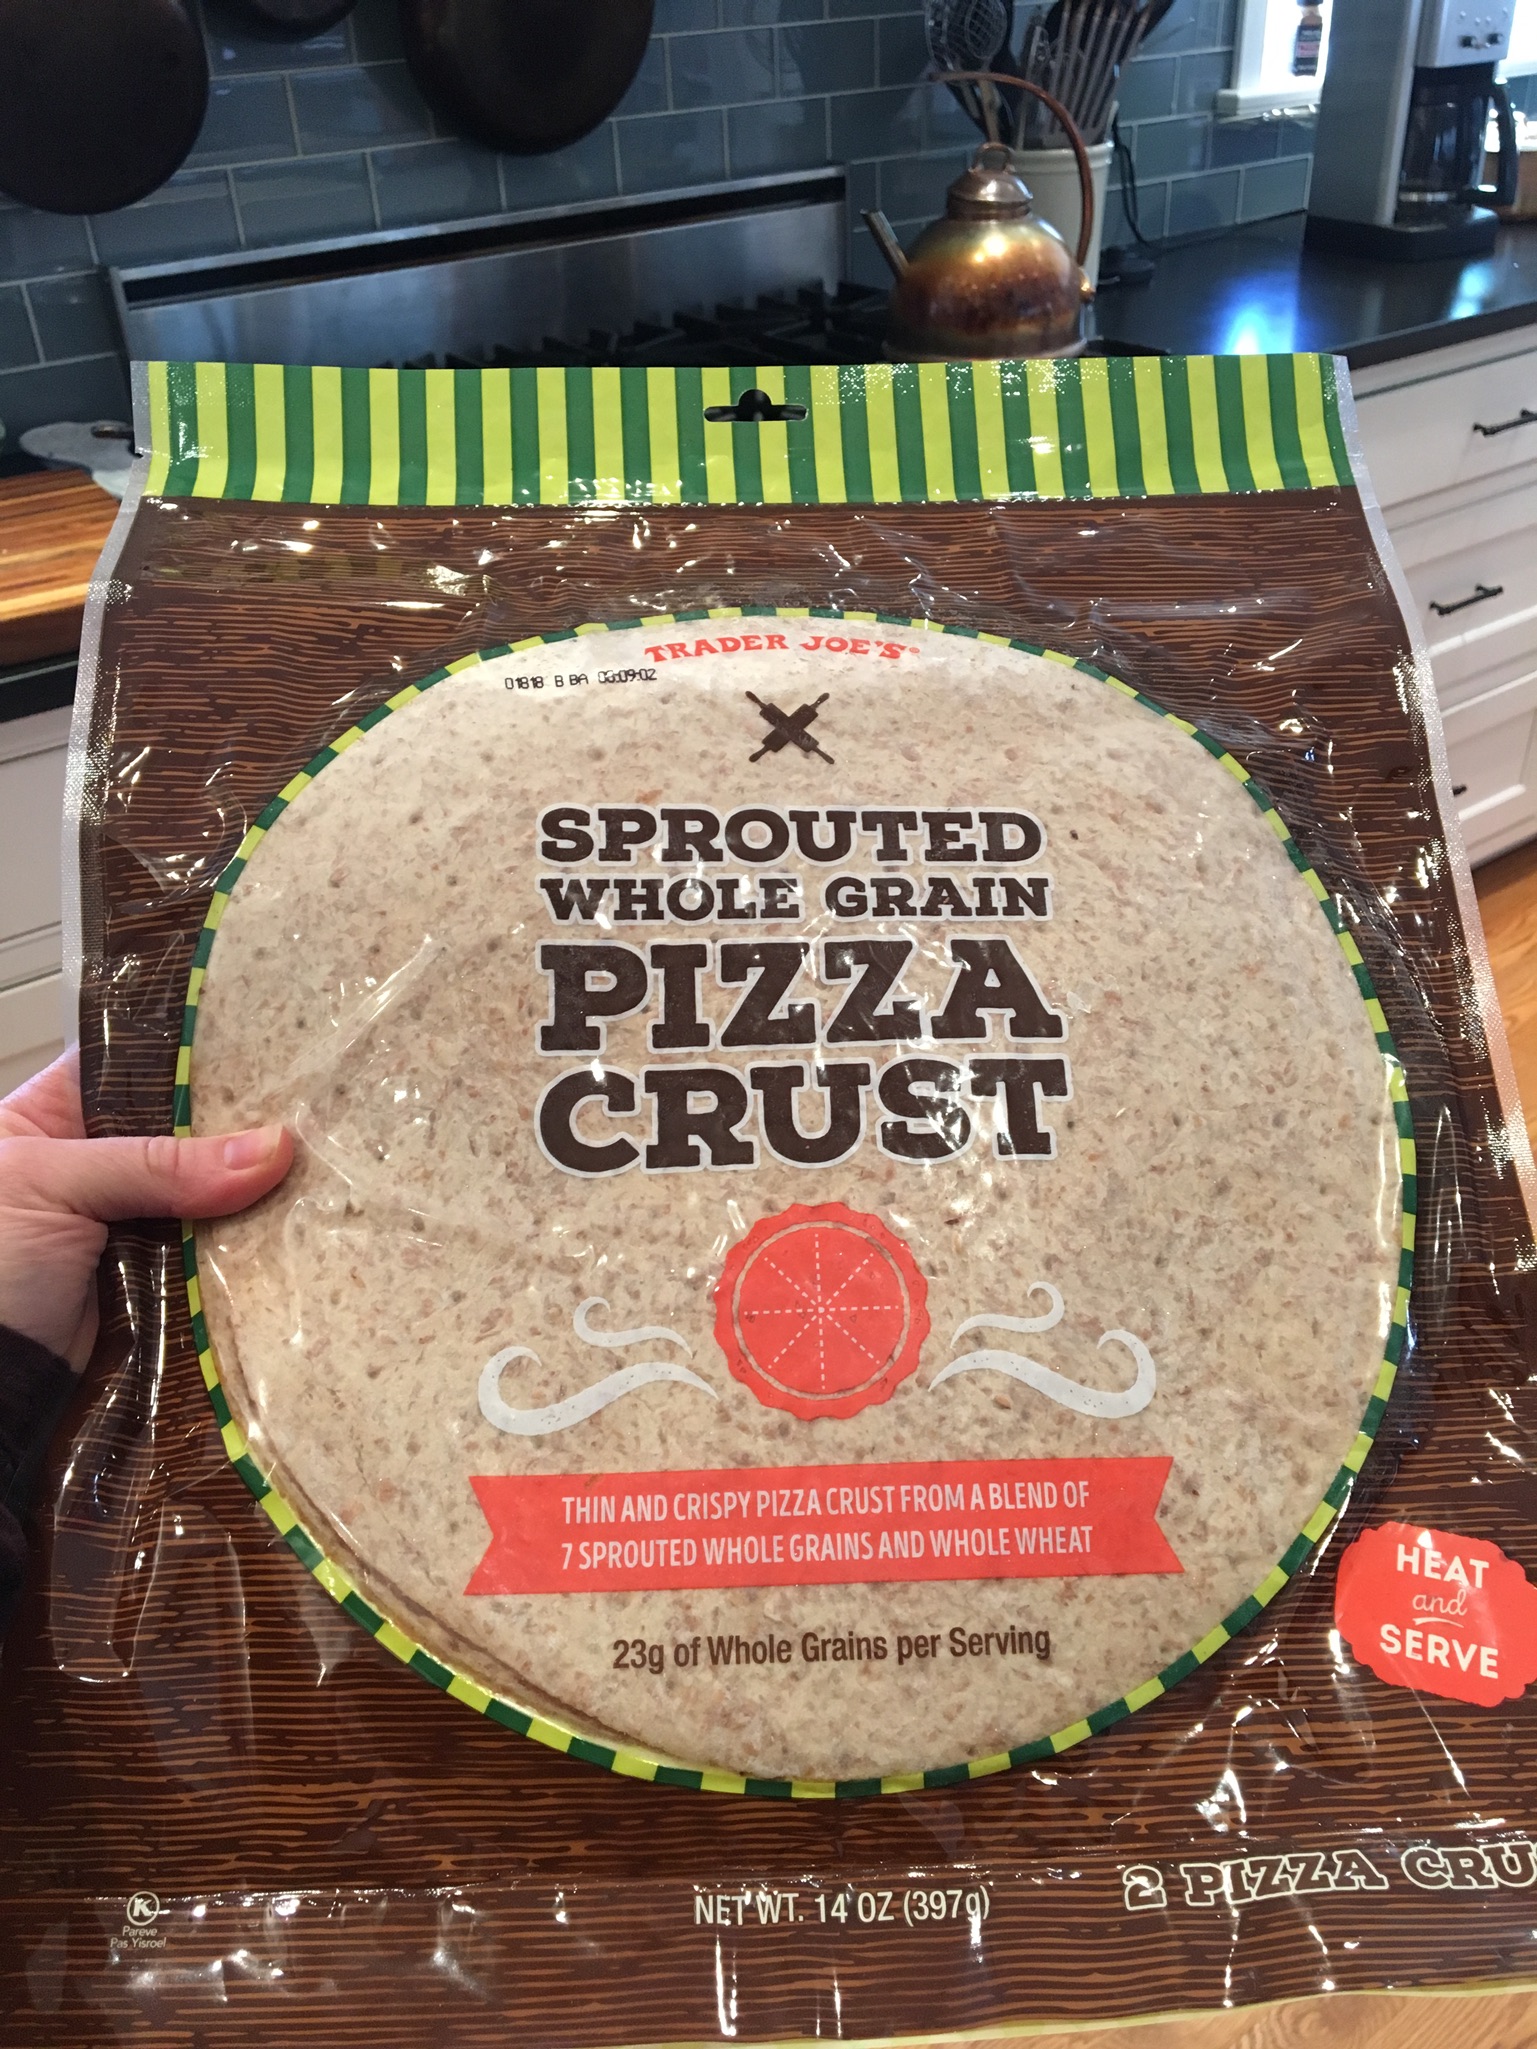 TRADER JOE'S
01818 B BA 03:09:02
SPROUTED
WHOLE GRAIN
PIZZA
CRUST
THIN AND CRISPY PIZZA CRUST FROM A BLEND OF
7 SPROUTED WHOLE GRAINS AND WHOLE WHEAT
23g of Whole Grains per Serving
HEAT
and
SERVE
2 PIZZA CRU
NET WT. 14 OZ (397g)
K
Pareve
Pas Yisroel